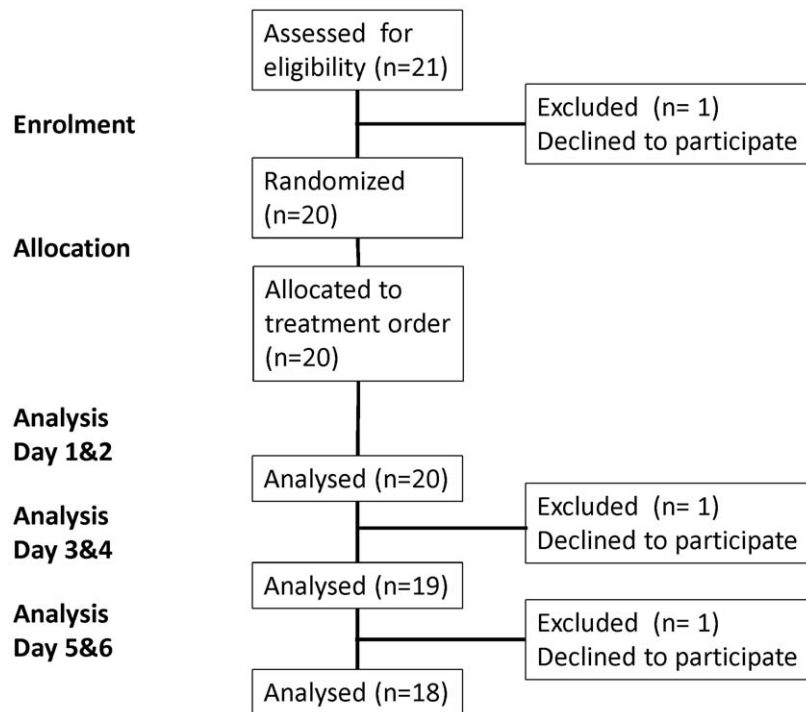 Assessed for
eligibility (n=21)
Enrolment
Excluded (n= 1)
Declined to participate
Randomized
(n=20)
Allocation
Allocated to
treatment order
(n=20)
Analysis
Day 1&2
Analysed (n=20)
Analysis
Day 3&4
Excluded (n= 1)
Declined to participate
Analysed (n=19)
Analysis
Day 5&6
Excluded (n= 1)
Declined to participate
Analysed (n=18)